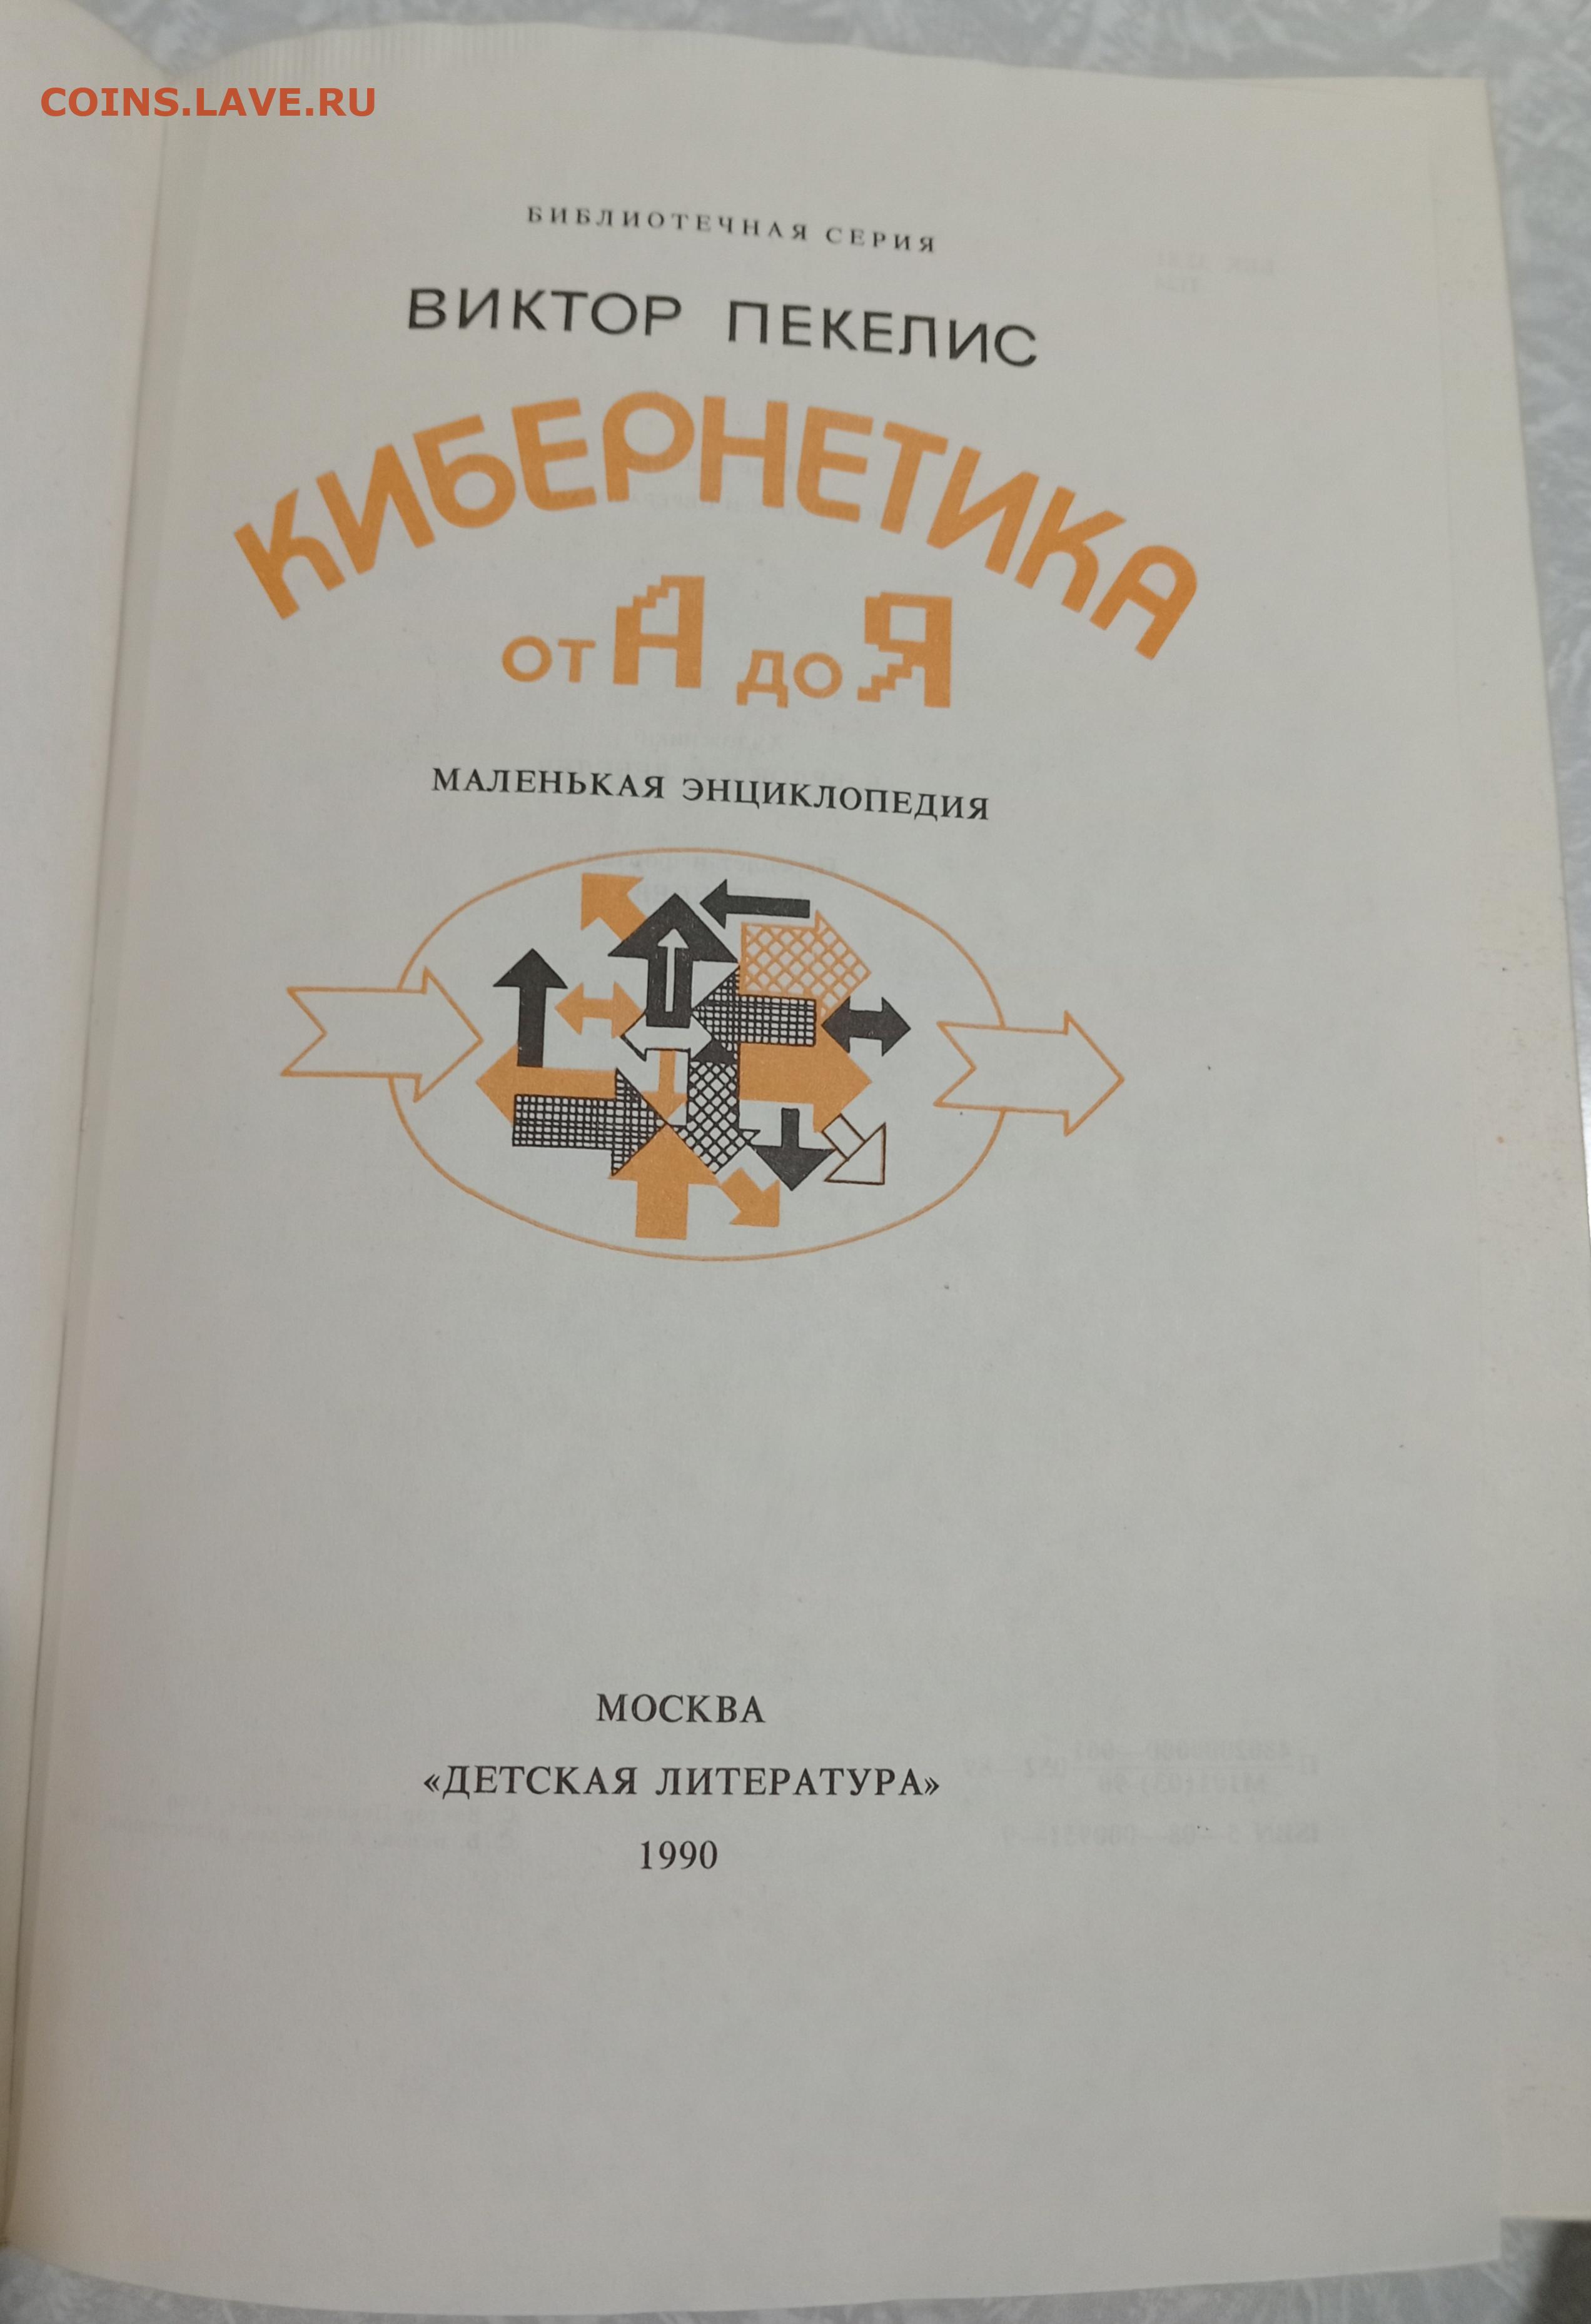 COINS.LAVE.RU
БИБЛИОТЕЧНАЯ СЕРИЯ
ВИКТОР ПЕКЕЛИС
КИБЕРНЕТИКА
ОТ А ДО Я
МАЛЕНЬКАЯ ЭНЦИКЛОПЕДИЯ
МОСКВА
«ДЕТСКАЯ ЛИТЕРАТУРА»
1990